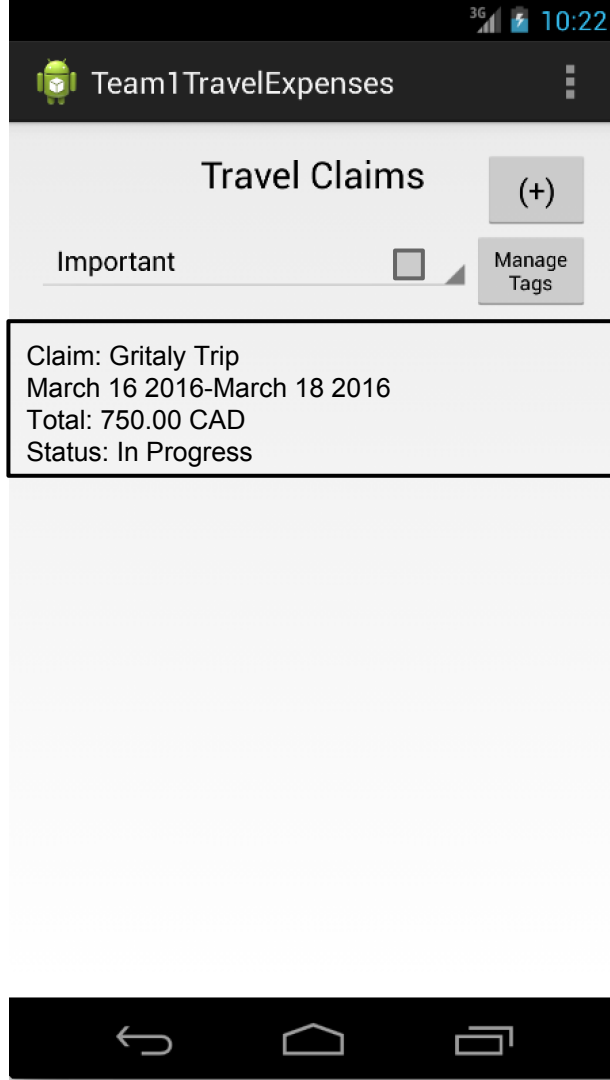 3G 10:22
Team1TravelExpenses
Travel Claims
(+)
Important
Manage
Tags
Claim: Gritaly Trip
March 16 2016-March 18 2016
Total: 750.00 CAD
Status: In Progress